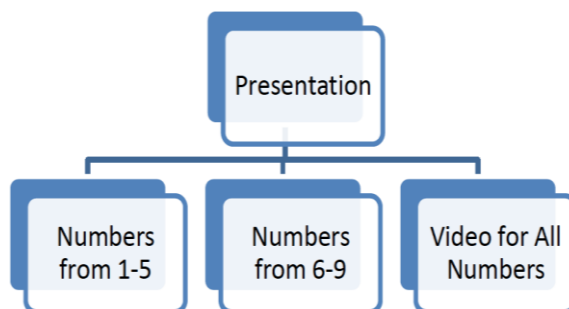 Presentation
Numbers
from 1-5
Numbers
from 6-9
Video for All
Numbers